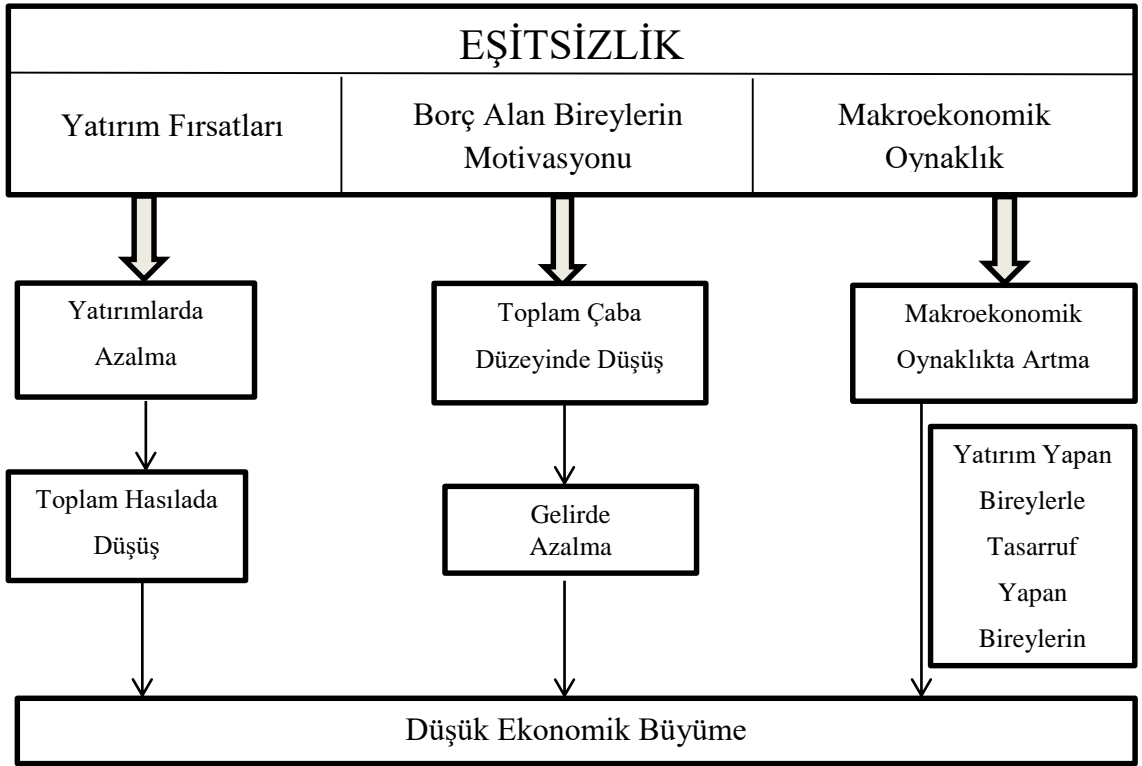 EŞİTSİZLİK
Yatırım Fırsatları
Borç Alan Bireylerin
Motivasyonu
Makroekonomik
Oynaklık
Yatırımlarda
Azalma
Toplam Çaba
Düzeyinde Düşüş
Makroekonomik
Oynaklıkta Artma
Toplam Hasılada
Düşüş
Gelirde
Azalma
Yatırım Yapan
Bireylerle
Tasarruf
Yapan
Bireylerin
Düşük Ekonomik Büyüme